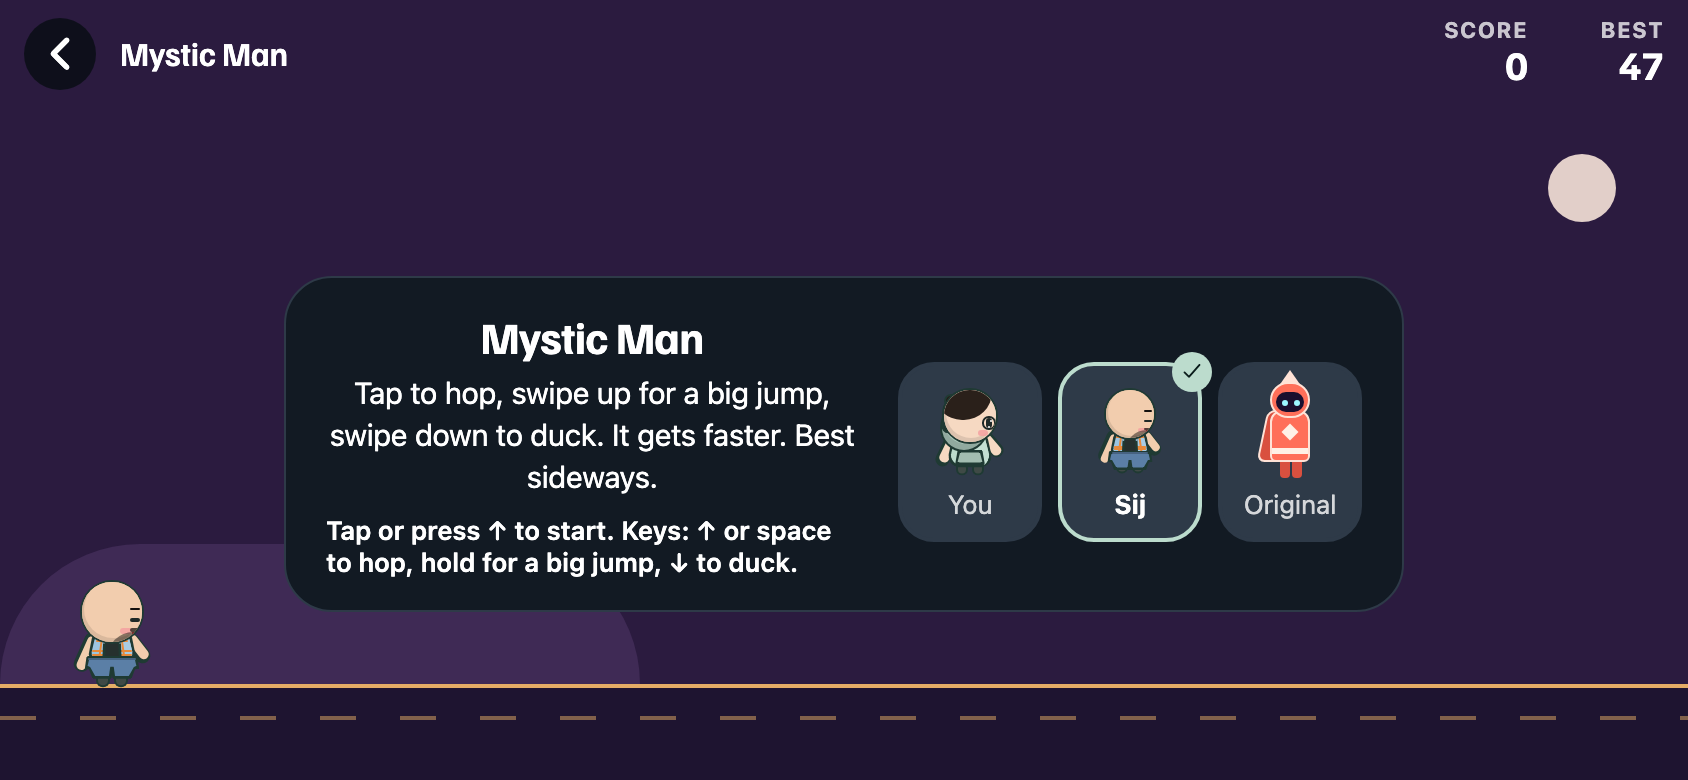 Mystic Man
SCORE
0
BEST
47
Mystic Man
Tap to hop, swipe up for a big jump,
swipe down to duck. It gets faster. Best
sideways.
Tap or press ↑ to start. Keys: ↑ or space
to hop, hold for a big jump, ↓ to duck.
You
Sij
Original